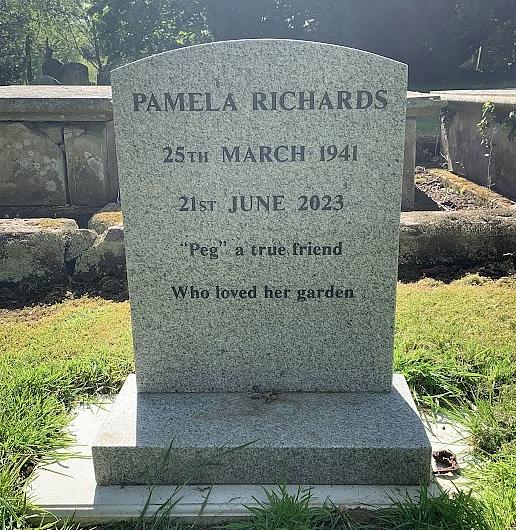 PAMELA RICHARDS
25TH MARCH 1941
21ST JUNE 2023
“Peg” a true friend
Who loved her garden